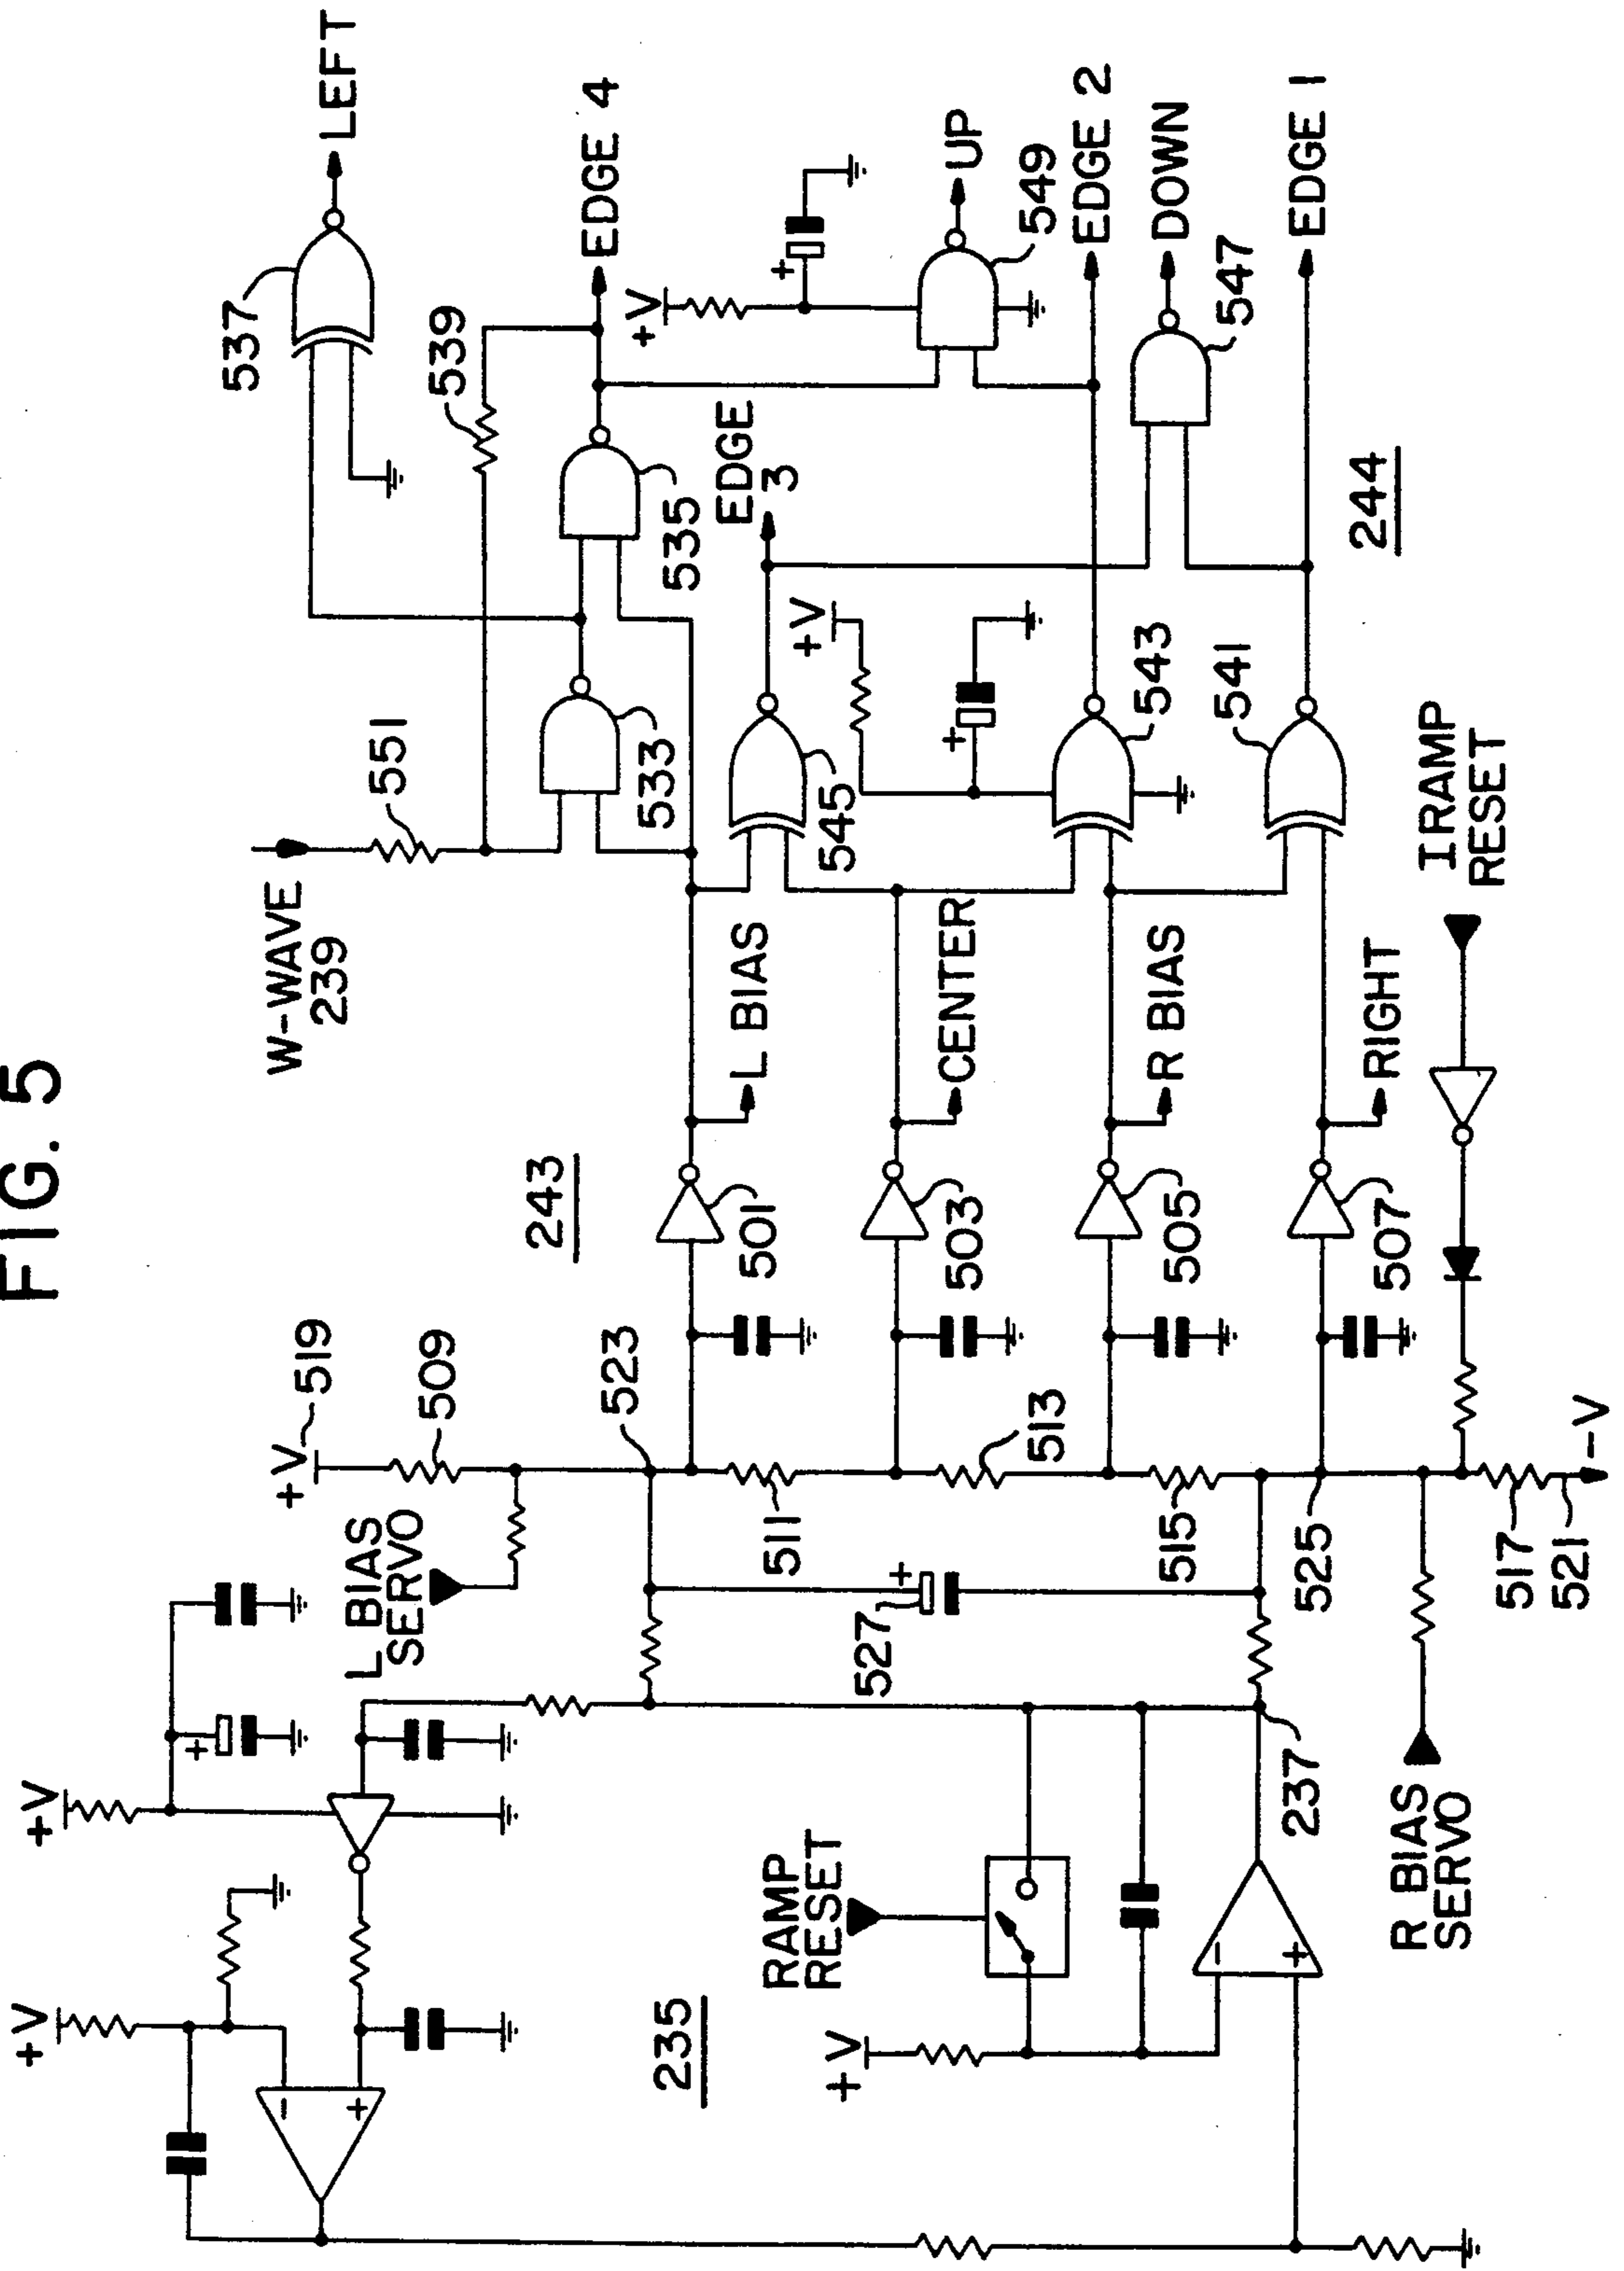 FIG. 5
LEFT
537
539
EDGE 4
+V
+
UP
549
EDGE 2
DOWN
547
EDGE 1
EDGE
3
535
244
551
533
W-WAVE
239
+V
+
545
543
541
IRAMP
RESET
L BIAS
CENTER
R BIAS
RIGHT
243
501
503
505
507
519
+V
509
523
513
511
515
525
517
521
-V
L BIAS
SERVO
+
527
+V
+
237
R BIAS
SERVO
RAMP
RESET
+V
-
+
235
+V
-
+